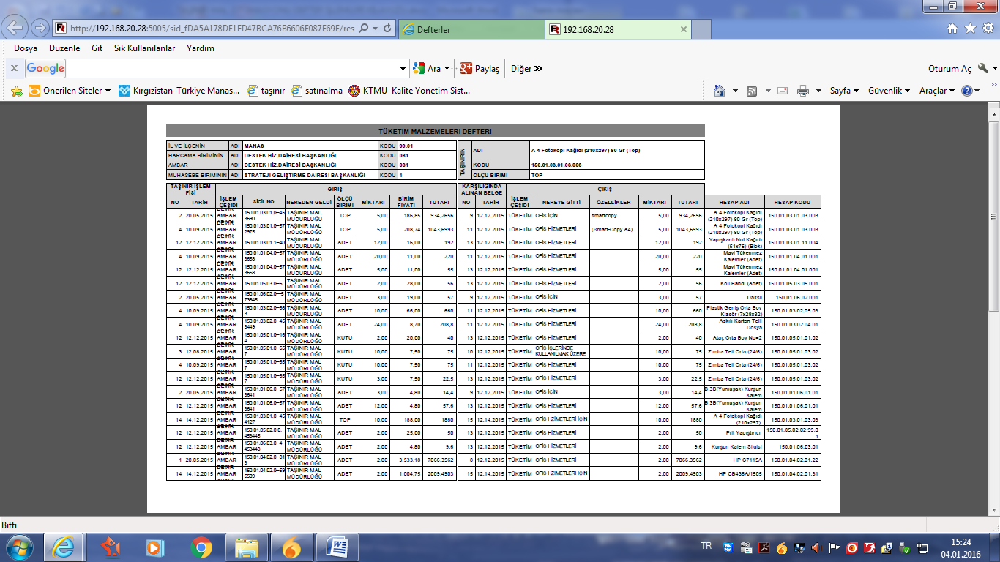 http://192.168.20.28:5005/sid_fDA5A178DE1FD47BCA76B6606E087E69E/res
Defterler
192.168.20.28
Dosya Duzenle Git Sık Kullanılanlar Yardım
x Google Ara Paylaş Diğer » Oturum Aç
Önerilen Siteler Kırgızistan-Türkiye Manas... taşınır satınalma KTMÜ Kalite Yonetim Sist... Sayfa Güvenlik Araçlar
TÜKETİM MALZEMELERİ DEFTERİ
İL VE İLÇENİN ADI MANAS KODU 99.01
HARCAMA BİRİMİNİN ADI DESTEK HİZ.DAİRESİ BAŞKANLIĞI KODU 061
AMBAR ADI DESTEK HİZ.DAİRESİ BAŞKANLIĞI KODU 061
MUHASEBE BİRİMİNİN ADI STRATEJİ GELİŞTİRME DAİRESİ BAŞKANLIĞI KODU 1
TAŞINIRIN
ADI A 4 Fotokopi Kağıdı (210x297) 80 Gr (Top)
KODU 150.01.03.01.03.003
ÖLÇÜ BİRİMİ TOP
TAŞINIR İŞLEM FİŞİ GİRİŞ KARŞILIĞINDA ALINAN BELGE ÇIKIŞ
NO TARİH İŞLEM ÇEŞİDİ SİCİL NO NEREDEN GELDİ ÖLÇÜ BİRİMİ MİKTARI BİRİM FİYATI TUTARI NO TARİH İŞLEM ÇEŞİDİ NEREYE GİTTİ ÖZELLİKLER MİKTARI TUTARI HESAP ADI HESAP KODU
2 20.05.2015 AMBAR 150.01.03.01.0--45 3690 TAŞINIR MAL MÜDÜRLÜĞÜ TOP 5,00 186,85 934,2656 9 12.12.2015 TÜKETİM OFİS İÇİN smartcopy 5,00 934,2656 A 4 Fotokopi Kağıdı (210x297) 80 Gr (Top) 150.01.03.01.03.003
4 10.09.2015 AMBAR 150.01.03.01.0--57 2975 TAŞINIR MAL MÜDÜRLÜĞÜ TOP 5,00 208,74 1043,6993 11 12.12.2015 TÜKETİM OFİS HİZMETLERİ (Smart-Copy A4) 5,00 1043,6993 A 4 Fotokopi Kağıdı (210x297) 80 Gr (Top) 150.01.03.01.03.003
12 12.12.2015 AMBAR 150.01.03.01.1--40 TAŞINIR MAL MÜDÜRLÜĞÜ ADET 12,00 16,00 192 13 12.12.2015 TÜKETİM OFİS HİZMETLERİ 12,00 192 Yapışkanlı Not Kağıdı (51x76) (Blok) 150.01.03.01.11.004
4 10.09.2015 AMBAR 150.01.01.04.0--57 3658 TAŞINIR MAL MÜDÜRLÜĞÜ ADET 20,00 11,00 220 11 12.12.2015 TÜKETİM OFİS HİZMETLERİ 20,00 220 Mavi Tükenmez Kalemler (Adet) 150.01.01.04.01.001
12 12.12.2015 AMBAR 150.01.01.04.0--57 3658 TAŞINIR MAL MÜDÜRLÜĞÜ ADET 5,00 11,00 55 13 12.12.2015 TÜKETİM OFİS HİZMETLERİ 5,00 55 Mavi Tükenmez Kalemler (Adet) 150.01.01.04.01.001
12 12.12.2015 AMBAR 150.01.05.03.0--6 TAŞINIR MAL MÜDÜRLÜĞÜ ADET 2,00 28,00 56 13 12.12.2015 TÜKETİM OFİS HİZMETLERİ 2,00 56 Koli Bandı (Adet) 150.01.05.03.05.001
2 20.05.2015 AMBAR 150.01.06.02.0--5 73645 TAŞINIR MAL MÜDÜRLÜĞÜ ADET 3,00 19,00 57 9 12.12.2015 TÜKETİM OFİS İÇİN 3,00 57 Daksil 150.01.06.02.001
4 10.09.2015 AMBAR 150.01.03.02.0--66 3 TAŞINIR MAL MÜDÜRLÜĞÜ ADET 10,00 66,00 660 11 12.12.2015 TÜKETİM OFİS HİZMETLERİ 10,00 660 Plastik Geniş Orta Boy Klasör (7x28x32) 150.01.03.02.05.03
4 10.09.2015 AMBAR 150.01.03.02.0--45 3449 TAŞINIR MAL MÜDÜRLÜĞÜ ADET 24,00 8,70 208,8 11 12.12.2015 TÜKETİM OFİS HİZMETLERİ 24,00 208,8 Askılı Karton Telli Dosya 150.01.03.02.04.01
12 12.12.2015 AMBAR 150.01.05.01.0--16 4 TAŞINIR MAL MÜDÜRLÜĞÜ KUTU 2,00 20,00 40 13 12.12.2015 TÜKETİM OFİS HİZMETLERİ 2,00 40 Ataç Orta Boy No=2 150.01.05.01.01.02
3 12.08.2015 AMBAR 150.01.05.01.0--65 7 TAŞINIR MAL MÜDÜRLÜĞÜ KUTU 10,00 7,50 75 10 12.12.2015 TÜKETİM OFİS İŞLERİNDE KULLANILMAK ÜZERE 10,00 75 Zımba Teli Orta (24/6) 150.01.05.01.03.02
4 10.09.2015 AMBAR 150.01.05.01.0--65 7 TAŞINIR MAL MÜDÜRLÜĞÜ KUTU 10,00 7,50 75 11 12.12.2015 TÜKETİM OFİS HİZMETLERİ 10,00 75 Zımba Teli Orta (24/6) 150.01.05.01.03.02
12 12.12.2015 AMBAR 150.01.05.01.0--65 7 TAŞINIR MAL MÜDÜRLÜĞÜ KUTU 3,00 7,50 22,5 13 12.12.2015 TÜKETİM OFİS HİZMETLERİ 3,00 22,5 Zımba Teli Orta (24/6) 150.01.05.01.03.02
2 20.05.2015 AMBAR 150.01.01.06.0--57 3641 TAŞINIR MAL MÜDÜRLÜĞÜ ADET 3,00 4,80 14,4 9 12.12.2015 TÜKETİM OFİS İÇİN 3,00 14,4 B 3B(Yumuşak) Kurşun Kalem 150.01.01.06.01.01
12 12.12.2015 AMBAR 150.01.01.06.0--57 3641 TAŞINIR MAL MÜDÜRLÜĞÜ ADET 12,00 4,80 57,6 13 12.12.2015 TÜKETİM OFİS HİZMETLERİ 12,00 57,6 B 3B(Yumuşak) Kurşun Kalem 150.01.01.06.01.01
14 14.12.2015 AMBAR 150.01.03.01.0--45 4127 TAŞINIR MAL MÜDÜRLÜĞÜ TOP 10,00 188,00 1880 15 12.14.2015 TÜKETİM OFİS HZİMETLERİ İÇİN 10,00 1880 A 4 Fotokopi Kağıdı (210x297) 150.01.03.01.03.03
12 12.12.2015 AMBAR 150.01.05.02.0-0.- 453445 TAŞINIR MAL MÜDÜRLÜĞÜ ADET 2,00 25,00 50 13 12.12.2015 TÜKETİM OFİS HİZMETLERİ 2,00 50 Prit Yapıştırıcı 150.01.05.02.02.99.0 1
12 12.12.2015 AMBAR 150.01.06.03.0--4- 453448 TAŞINIR MAL MÜDÜRLÜĞÜ ADET 2,00 4,80 9,6 13 12.12.2015 TÜKETİM OFİS HİZMETLERİ 2,00 9,6 Kurşun Kalem Silgisi 150.01.06.03.01
1 20.05.2015 AMBAR 150.01.04.02.0--81 3 TAŞINIR MAL MÜDÜRLÜĞÜ ADET 2,00 3.533,18 7066,3562 8 12.12.2015 TÜKETİM OFİS HİZMETLERİ 2,00 7066,3562 HP C7115A 150.01.04.02.01.22
14 14.12.2015 AMBAR 150.01.04.02.0--59 5509 TAŞINIR MAL MÜDÜRLÜĞÜ ADET 2,00 1.004,75 2009,4903 15 12.14.2015 TÜKETİM OFİS HZİMETLERİ İÇİN 2,00 2009,4903 HP CB436A/1505 150.01.04.02.01.31
Bitti
TR 15:24
04.01.2016